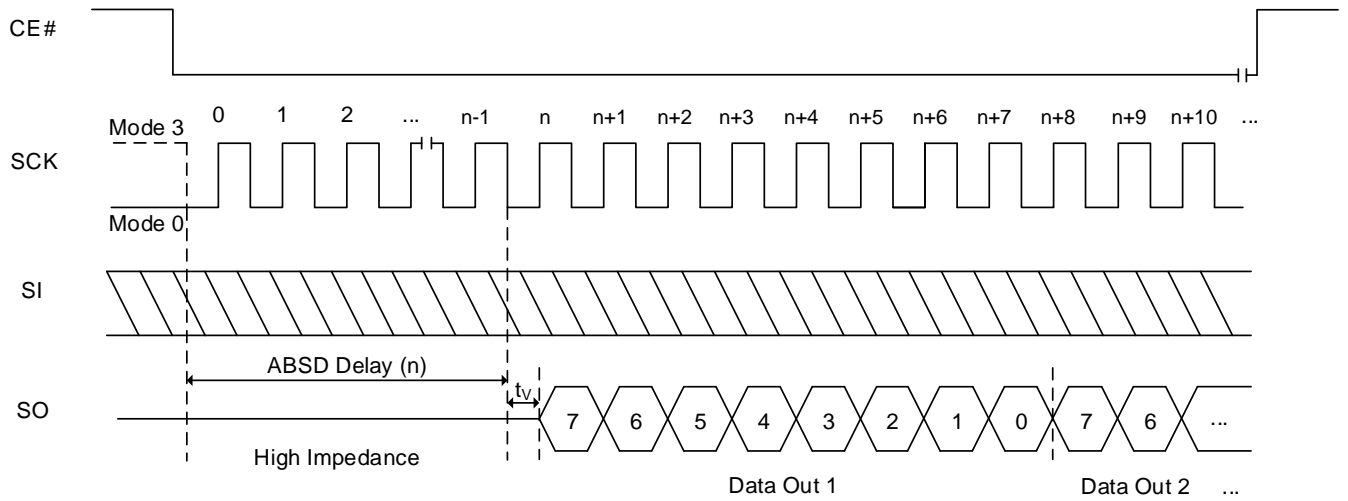 CE#
0 1 2 ... n-1 n n+1 n+2 n+3 n+4 n+5 n+6 n+7 n+8 n+9 n+10 ...
Mode 3
SCK
Mode 0
SI
ABSD Delay (n)
tV
SO
7 6 5 4 3 2 1 0 7 6 ...
High Impedance
Data Out 1 Data Out 2 ...